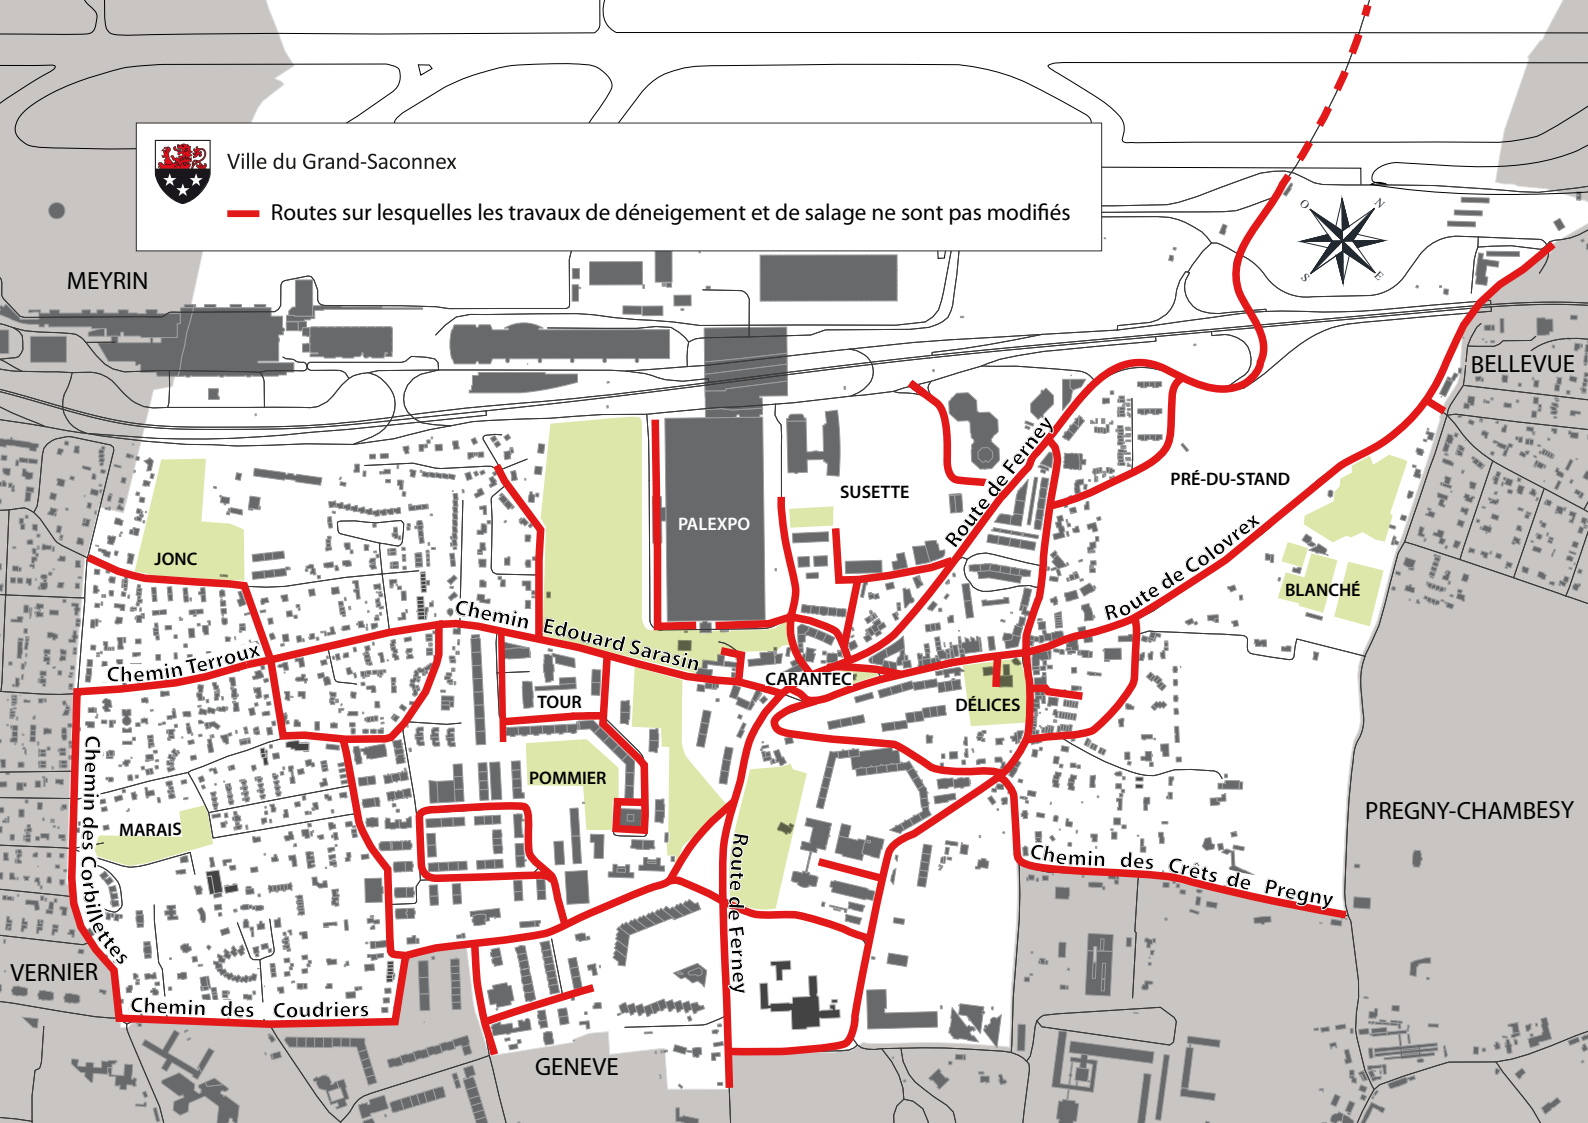 Ville du Grand-Saconnex
Routes sur lesquelles les travaux de déneigement et de salage ne sont pas modifiés
N
O
S
E
MEYRIN
BELLEVUE
Route de Ferney
SUSETTE
PRÉ-DU-STAND
PALEXPO
JONC
Route de Colovrex
BLANCHÉ
Chemin Edouard Sarasin
Chemin Terroux
CARANTEC
TOUR
DÉLICES
Chemin des Corbillettes
POMMIER
PREGNY-CHAMBESY
MARAIS
Route de Ferney
Chemin des Crêts de Pregny
VERNIER
Chemin des Coudriers
GENEVE